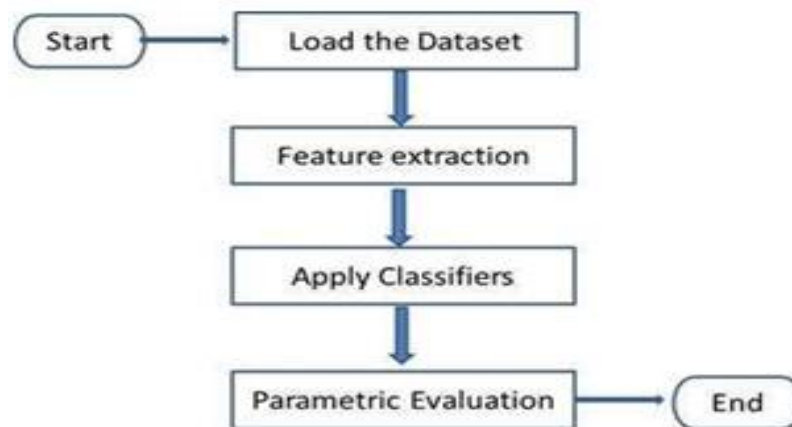 Start
Load the Dataset
Feature extraction
Apply Classifiers
Parametric Evaluation
End